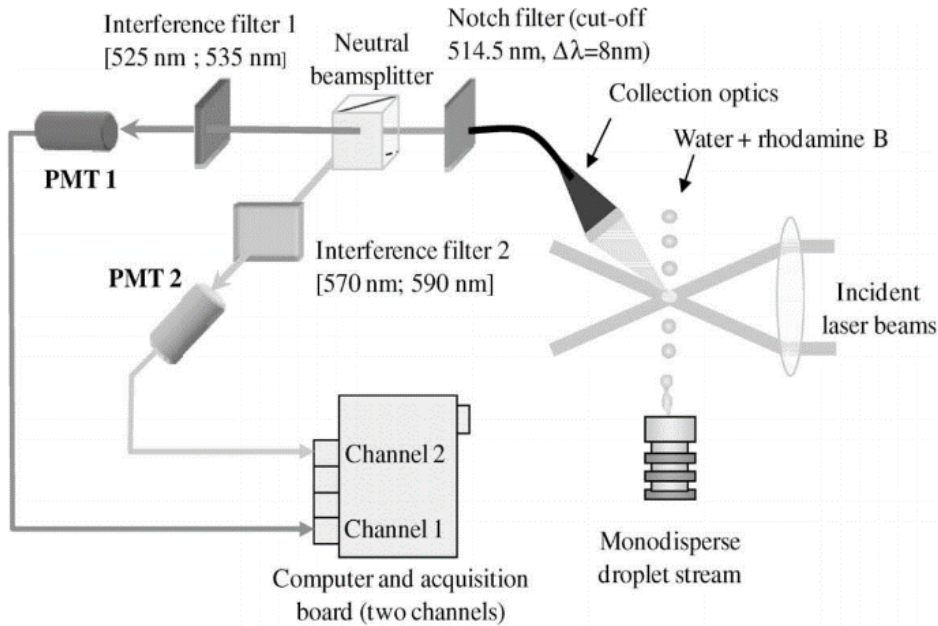 Interference filter 1
[525 nm ; 535 nm]
Neutral
beamsplitter
Notch filter (cut-off
514.5 nm, Δλ=8nm)
Collection optics
Water + rhodamine B
PMT 1
Interference filter 2
[570 nm; 590 nm]
PMT 2
Incident
laser beams
Channel 2
Channel 1
Monodisperse
droplet stream
Computer and acquisition
board (two channels)